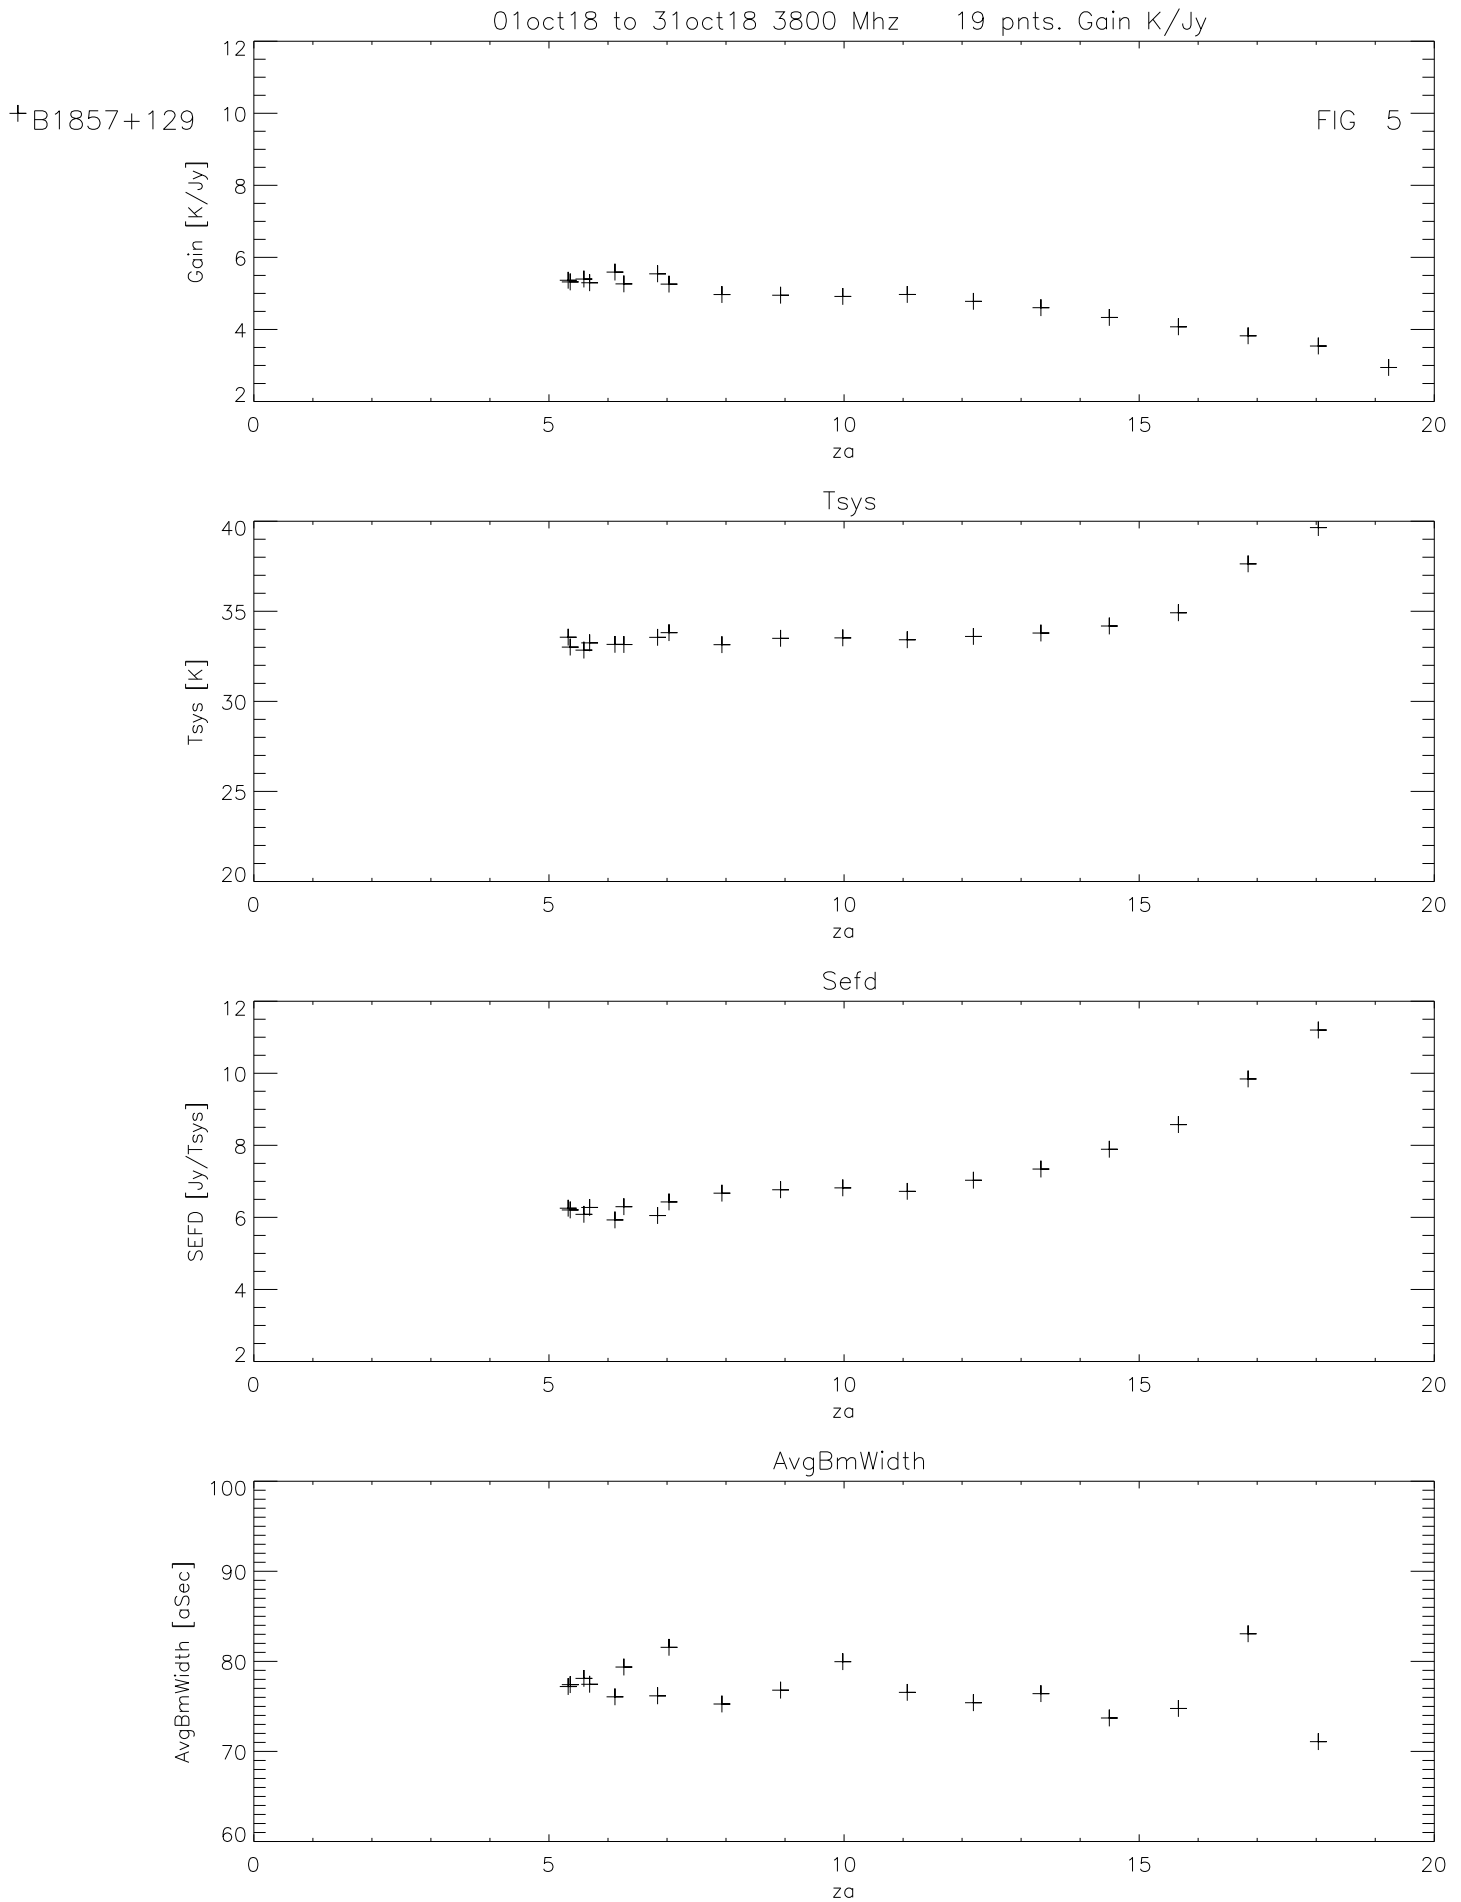 01oct18 to 31oct18 3800 Mhz 19 pnts. Gain K/Jy
+B1857+129
FIG 5
Gain [K/Jy]
12
10
8
6
4
2
0 5 10 15 20
za
Tsys
Tsys [K]
40
35
30
25
20
0 5 10 15 20
za
Sefd
SEFD [Jy/Tsys]
12
10
8
6
4
2
0 5 10 15 20
za
AvgBmWidth
AvgBmWidth [aSec]
100
90
80
70
60
0 5 10 15 20
za